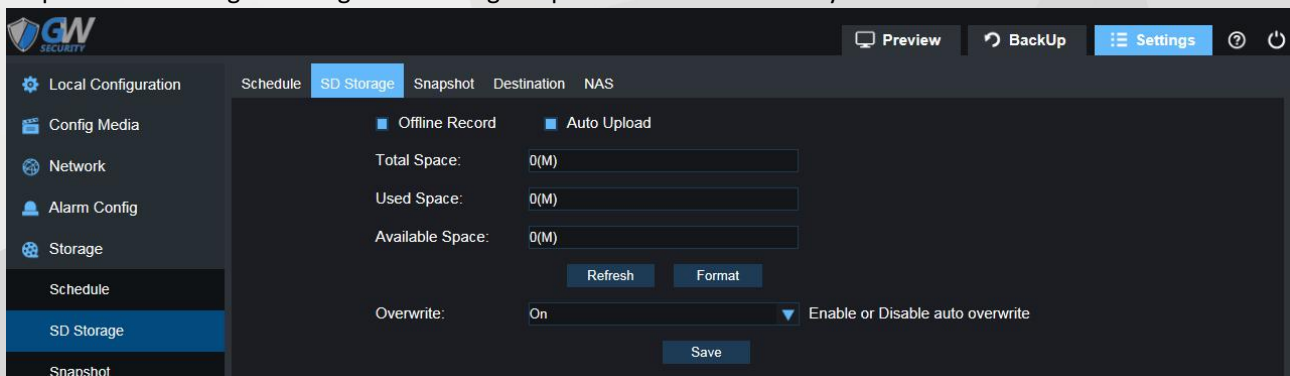 GW
SECURITY
Preview
BackUp
Settings
Local Configuration
Schedule SD Storage Snapshot Destination NAS
Config Media
Offline Record Auto Upload
Network
Total Space: 0(M)
Used Space: 0(M)
Alarm Config
Available Space: 0(M)
Storage
Refresh Format
Schedule
Overwrite: On Enable or Disable auto overwrite
SD Storage
Save
Snapshot